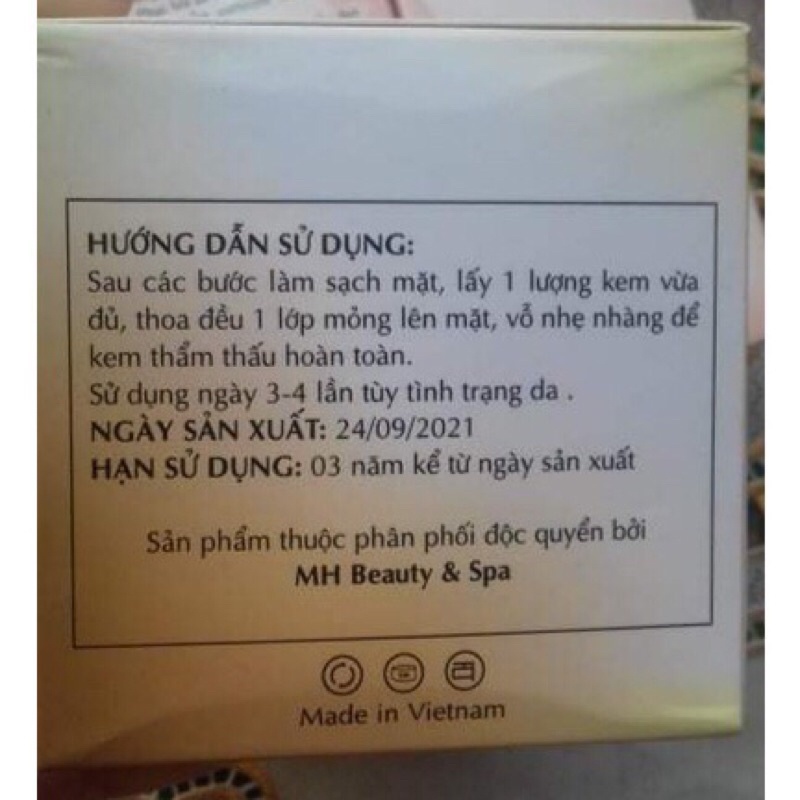 HƯỚNG DẪN SỬ DỤNG:
Sau các bước làm sạch mặt, lấy 1 lượng kem vừa
đủ, thoa đều 1 lớp mỏng lên mặt, vỗ nhẹ nhàng để
kem thẩm thấu hoàn toàn.
Sử dụng ngày 3-4 lần tùy tình trạng da .
NGÀY SẢN XUẤT: 24/09/2021
HẠN SỬ DỤNG: 03 năm kể từ ngày sản xuất
Sản phẩm thuộc phân phối độc quyền bởi
MH Beauty & Spa
Made in Vietnam